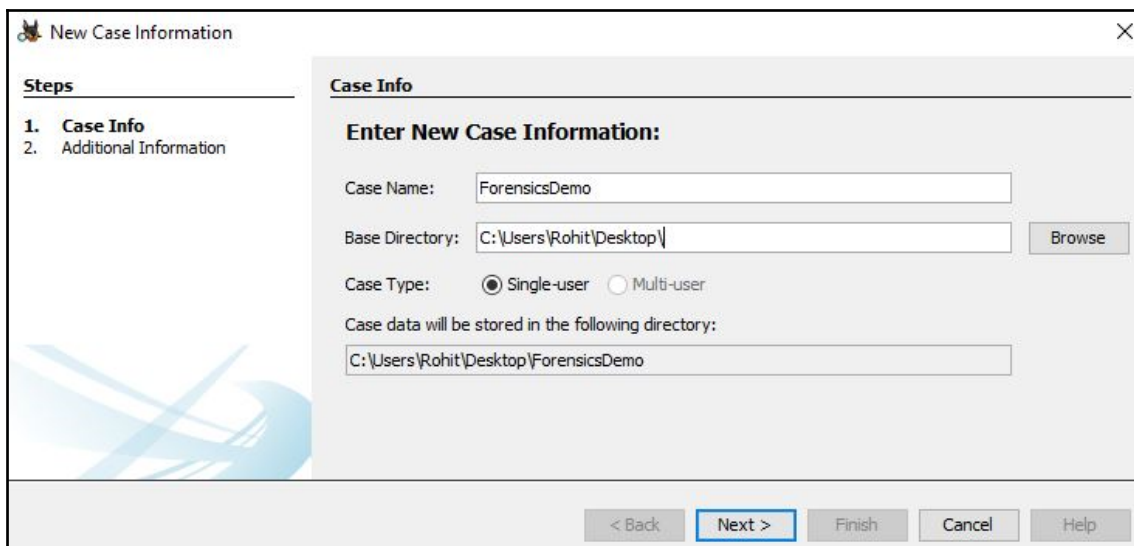 New Case Information
Steps
1. Case Info
2. Additional Information
Case Info
Enter New Case Information:
Case Name: ForensicsDemo
Base Directory: C:\Users\Rohit\Desktop\ Browse
Case Type: Single-user Multi-user
Case data will be stored in the following directory:
C:\Users\Rohit\Desktop\ForensicsDemo
< Back Next > Finish Cancel Help